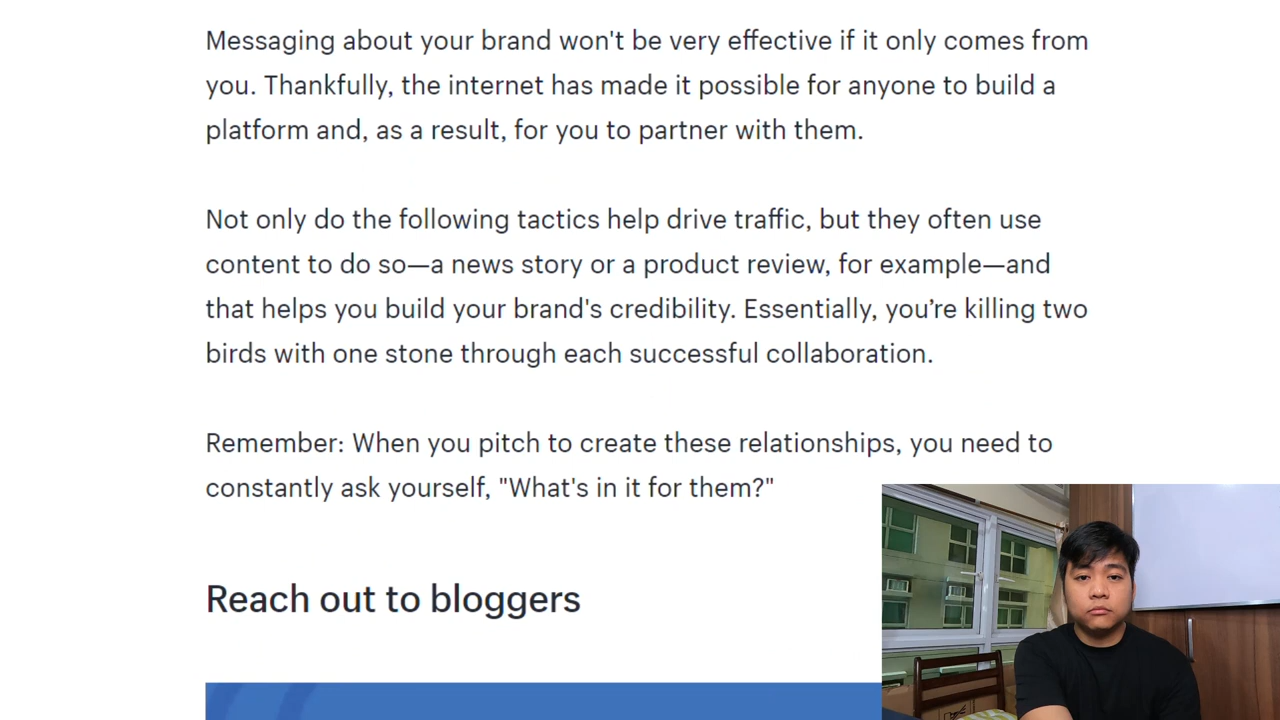 Messaging about your brand won't be very effective if it only comes from
you. Thankfully, the internet has made it possible for anyone to build a
platform and, as a result, for you to partner with them.
Not only do the following tactics help drive traffic, but they often use
content to do so—a news story or a product review, for example—and
that helps you build your brand's credibility. Essentially, you’re killing two
birds with one stone through each successful collaboration.
Remember: When you pitch to create these relationships, you need to
constantly ask yourself, "What's in it for them?"
Reach out to bloggers